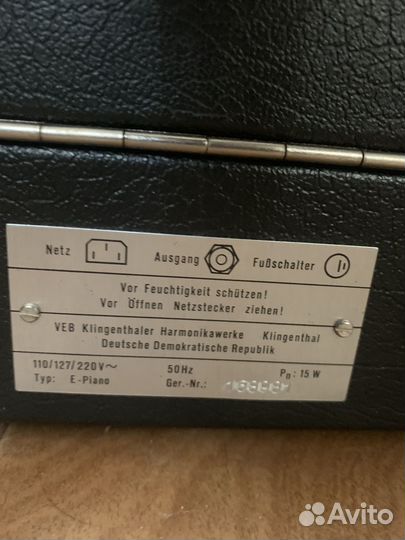 Netz Ausgang Fußschalter
Vor Feuchtigkeit schützen!
Vor Öffnen Netzstecker ziehen!
VEB Klingenthaler Harmonikawerke Klingenthal
Deutsche Demokratische Republik
110/127/220V~ 50Hz Pn: 15 W
Typ: E-Piano Ger.-Nr.:
Avito